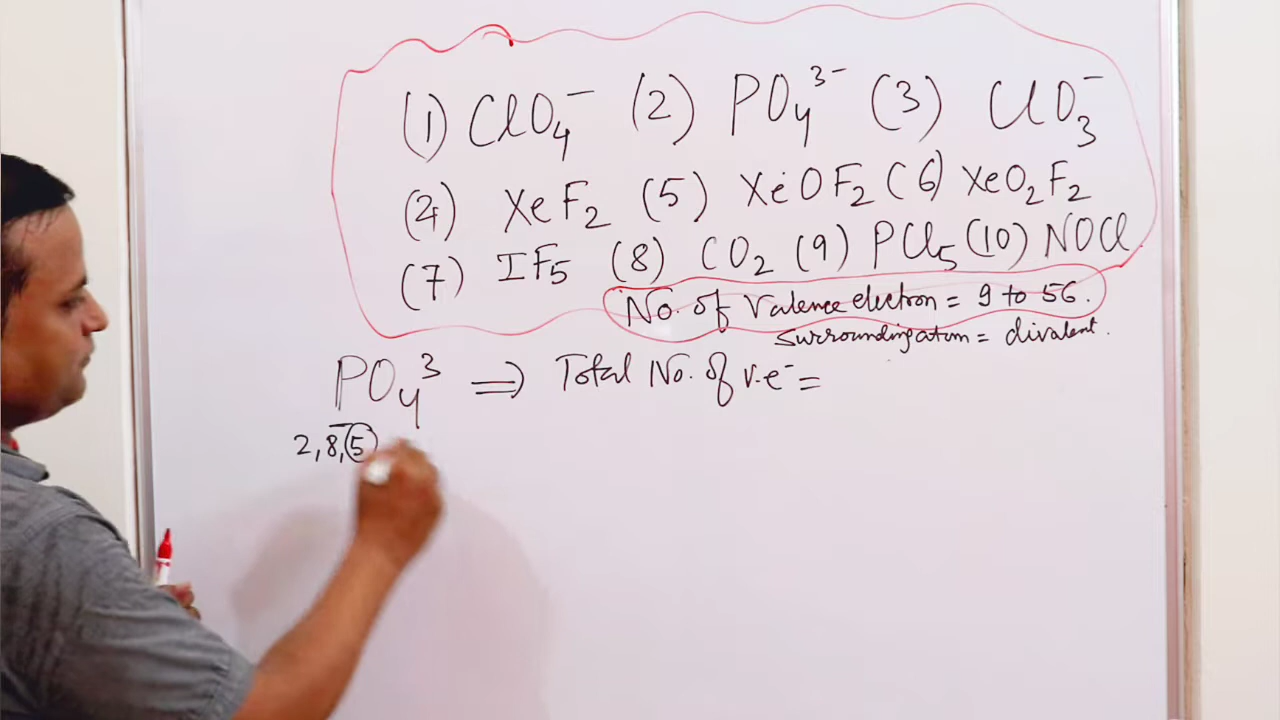 (1) ClO₄⁻ (2) PO₄³⁻ (3) ClO₃⁻
(4) XeF₂ (5) XeOF₂ (6) XeO₂F₂
(7) IF₅ (8) CO₂ (9) PCl₅ (10) NOCl
No. of Valence electron = 9 to 56.
Surrounding atom = divalent.
PO₄³ ⇒ Total No. of v.e⁻ =
2,8,5